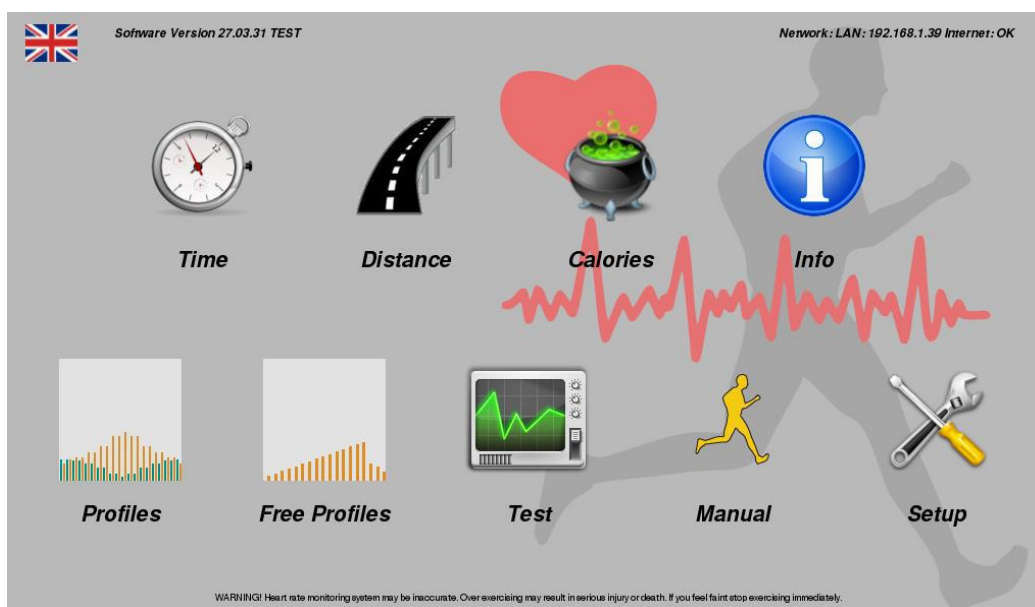 Software Version 27.03.31 TEST
Network: LAN: 192.168.1.39 Internet: OK
Time
Distance
Calories
Info
Profiles
Free Profiles
Test
Manual
Setup
WARNING! Heart rate monitoring system may be inaccurate. Over exercising may result in serious injury or death. If you feel faint stop exercising immediately.